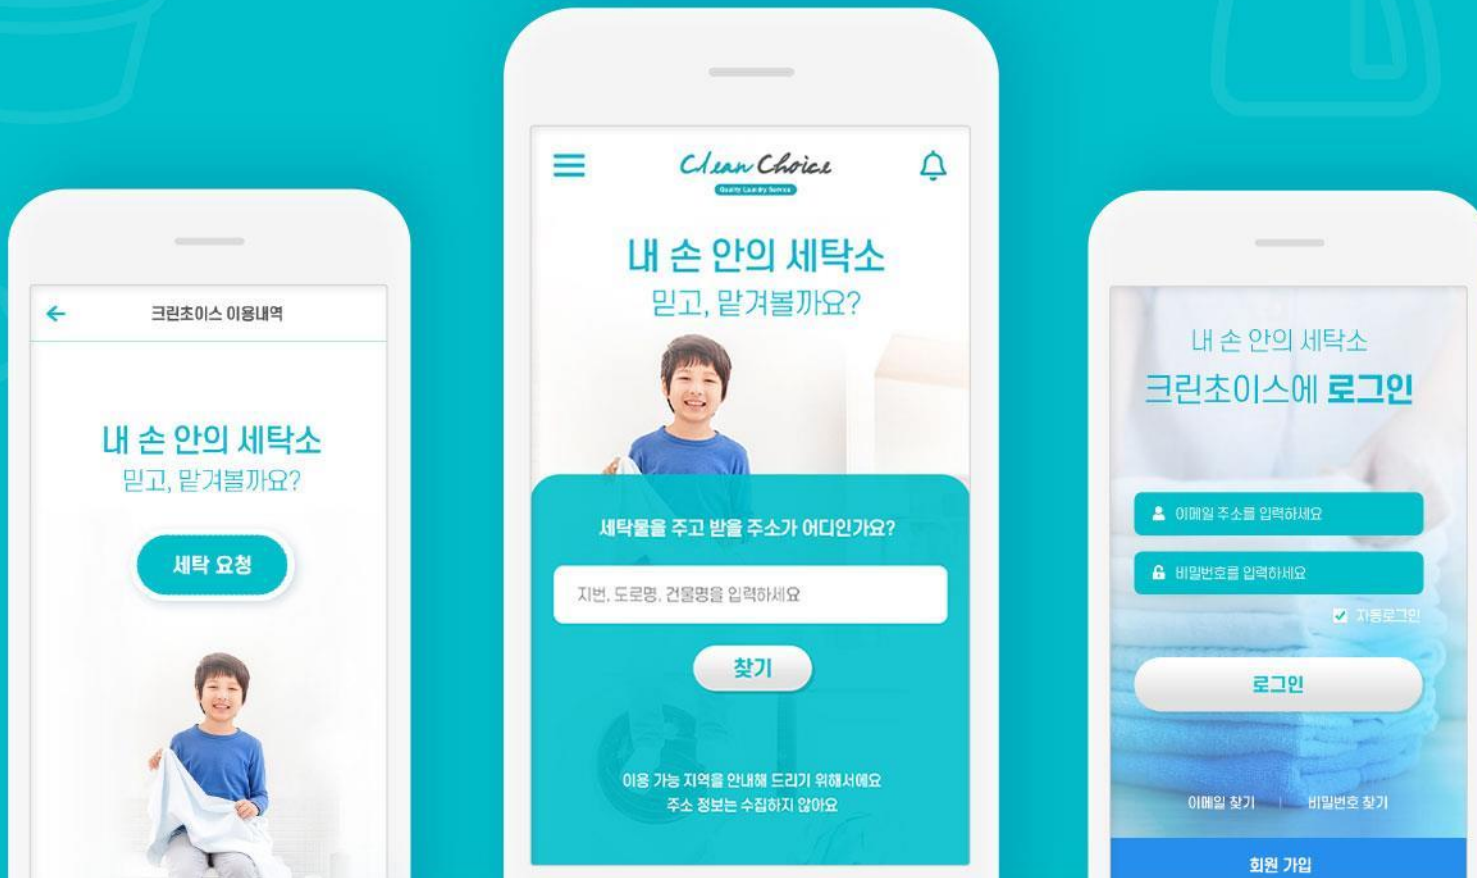 크린초이스 이용내역
내 손 안의 세탁소
믿고, 맡겨볼까요?
세탁 요청
Clean Choice
Quality Laundry Service
내 손 안의 세탁소
믿고, 맡겨볼까요?
세탁물을 주고 받을 주소가 어디인가요?
지번, 도로명, 건물명을 입력하세요
찾기
이용 가능 지역을 안내해 드리기 위해서예요
주소 정보는 수집하지 않아요
내 손 안의 세탁소
크린초이스에 로그인
이메일 주소를 입력하세요
비밀번호를 입력하세요
자동로그인
로그인
이메일 찾기 | 비밀번호 찾기
회원 가입